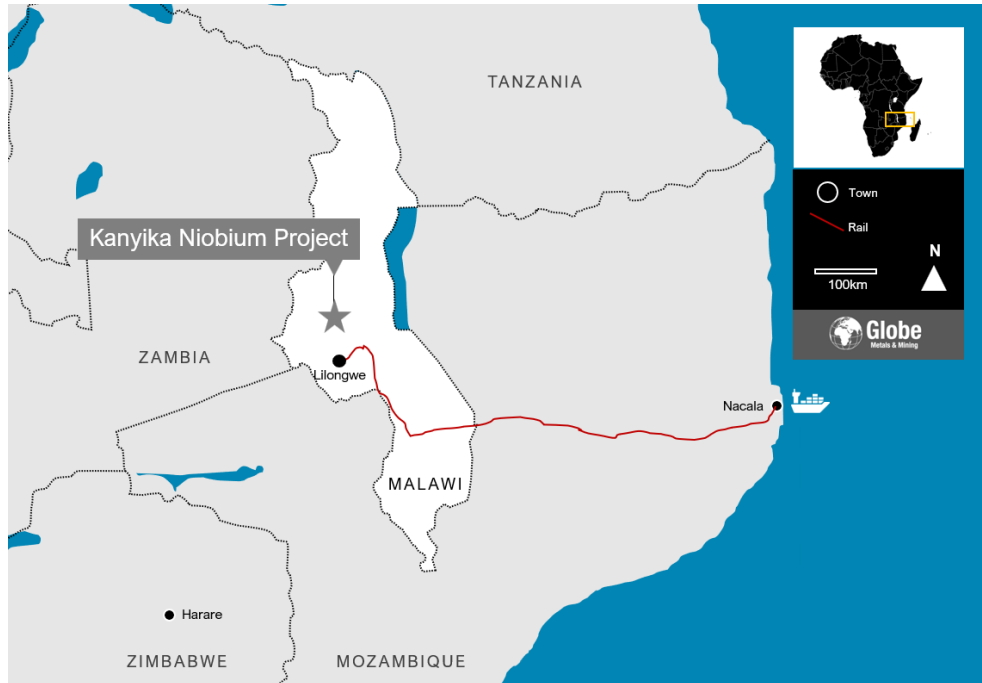 TANZANIA
Kanyika Niobium Project
ZAMBIA
Lilongwe
Nacala
MALAWI
Harare
ZIMBABWE
MOZAMBIQUE
Town
Rail
N
100km
Globe
Metals & Mining